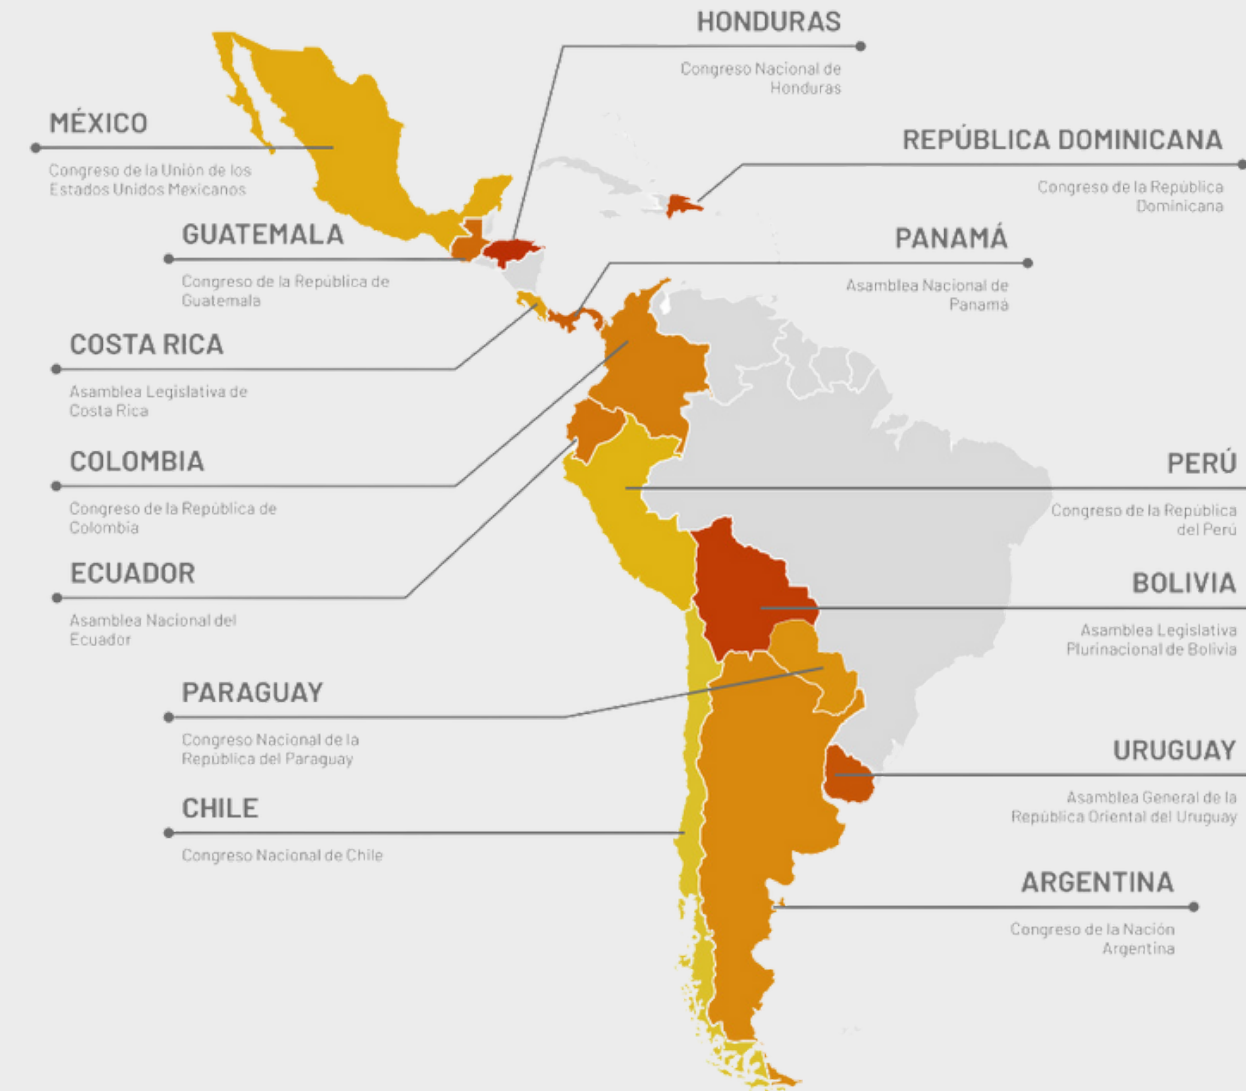 HONDURAS
Congreso Nacional de
Honduras
MÉXICO
Congreso de la Unión de los
Estados Unidos Mexicanos
REPÚBLICA DOMINICANA
Congreso de la República
Dominicana
GUATEMALA
Congreso de la República de
Guatemala
PANAMÁ
Asamblea Nacional de
Panamá
COSTA RICA
Asamblea Legislativa de
Costa Rica
COLOMBIA
Congreso de la República de
Colombia
PERÚ
Congreso de la República
del Perú
ECUADOR
Asamblea Nacional del
Ecuador
BOLIVIA
Asamblea Legislativa
Plurinacional de Bolivia
PARAGUAY
Congreso Nacional de la
República del Paraguay
URUGUAY
Asamblea General de la
República Oriental del Uruguay
CHILE
Congreso Nacional de Chile
ARGENTINA
Congreso de la Nación
Argentina